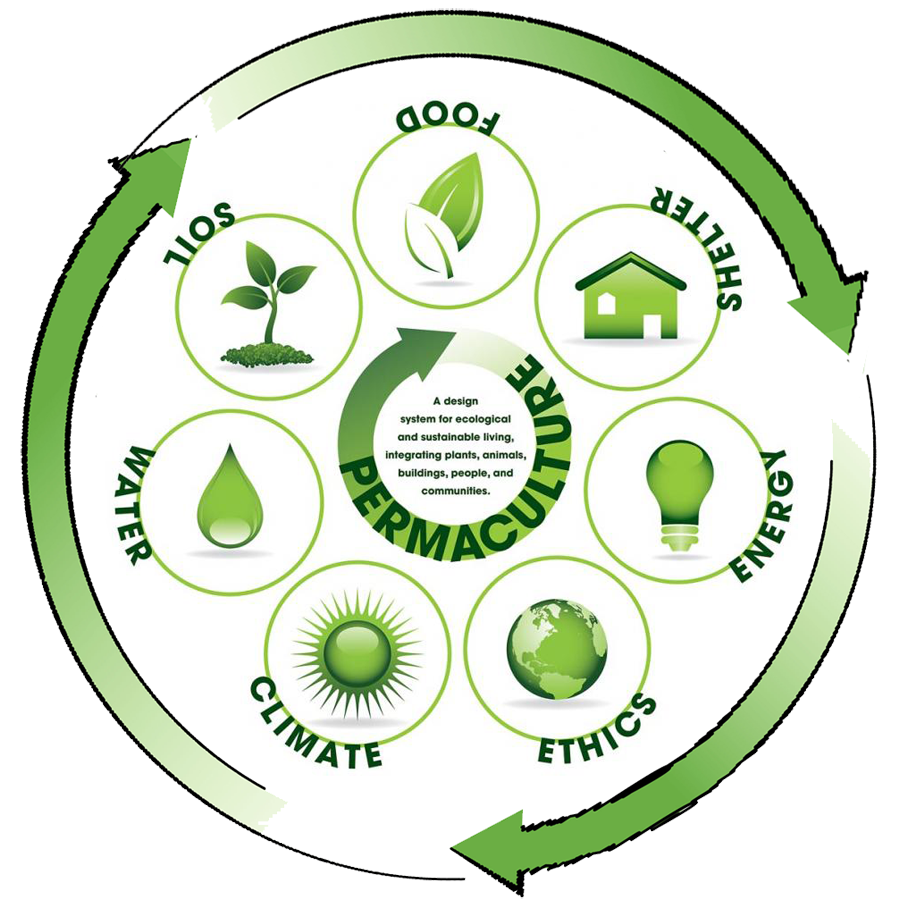 FOOD
SHELTER
ENERGY
ETHICS
CLIMATE
WATER
SOIL
PERMACULTURE
A design
system for ecological
and sustainable living,
integrating plants, animals,
buildings, people, and
communities.